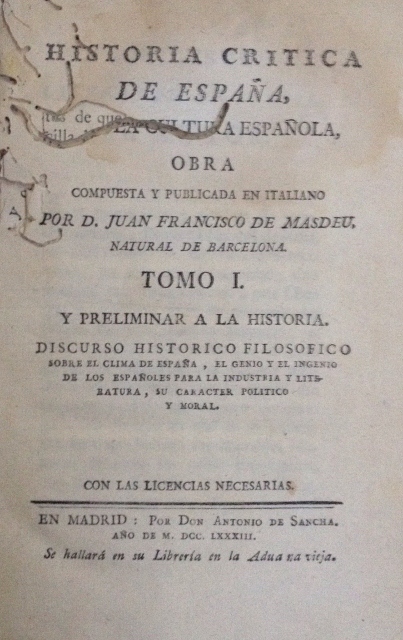 HISTORIA CRITICA
DE ESPAÑA,
de que
LA CULTURA ESPAÑOLA,
OBRA
COMPUESTA Y PUBLICADA EN ITALIANO
POR D. JUAN FRANCISCO DE MASDEU,
NATURAL DE BARCELONA.
TOMO I.
Y PRELIMINAR A LA HISTORIA.
DISCURSO HISTORICO FILOSOFICO
SOBRE EL CLIMA DE ESPAÑA, EL GENIO Y EL INGENIO
DE LOS ESPAÑOLES PARA LA INDUSTRIA Y LITE-
RATURA, SU CARACTER POLITICO
Y MORAL.
CON LAS LICENCIAS NECESARIAS.
EN MADRID: POR DON ANTONIO DE SANCHA.
AÑO DE M. DCC. LXXXIII.
Se hallará en su Librería en la Aduana vieja.